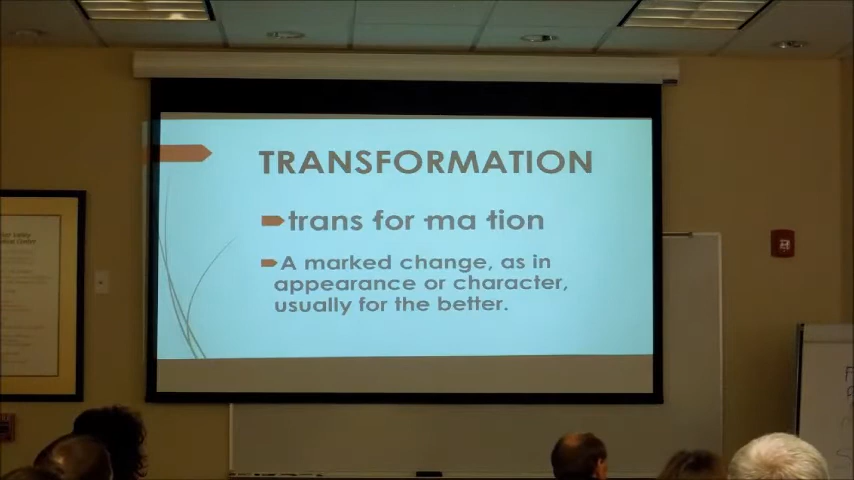 TRANSFORMATION
trans for ma tion
A marked change, as in
appearance or character,
usually for the better.